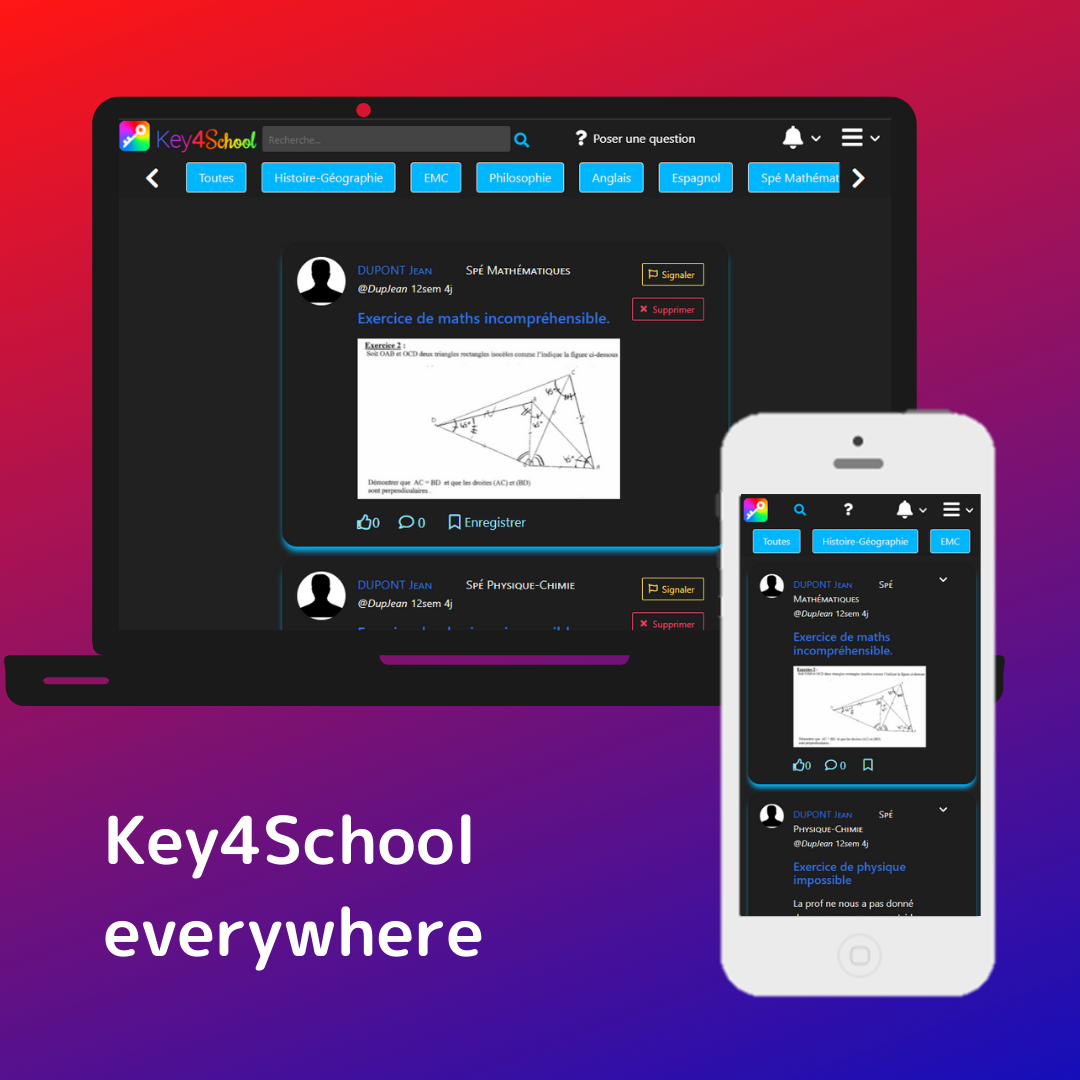 Key4School
Recherche...
? Poser une question
Toutes
Histoire-Géographie
EMC
Philosophie
Anglais
Espagnol
Spé Mathémat
DUPONT Jean
Spé Mathématiques
Signaler
@DupJean 12sem 4j
Supprimer
Exercice de maths incompréhensible.
Exercice 2 :
Soit OAB et OCD deux triangles rectangles isocèles comme l'indique la figure ci-dessous
Démontrer que AC = BD et que les droites (AC) et (BD)
sont perpendiculaires.
0
0
Enregistrer
DUPONT Jean
Spé Physique-Chimie
Signaler
@DupJean 12sem 4j
Supprimer
?
Toutes
Histoire-Géographie
EMC
DUPONT Jean
Spé
Mathématiques
@DupJean 12sem 4j
Exercice de maths
incompréhensible.
0
0
DUPONT Jean
Spé
Physique-Chimie
@DupJean 12sem 4j
Exercice de physique
impossible
La prof ne nous a pas donné
Key4School
everywhere